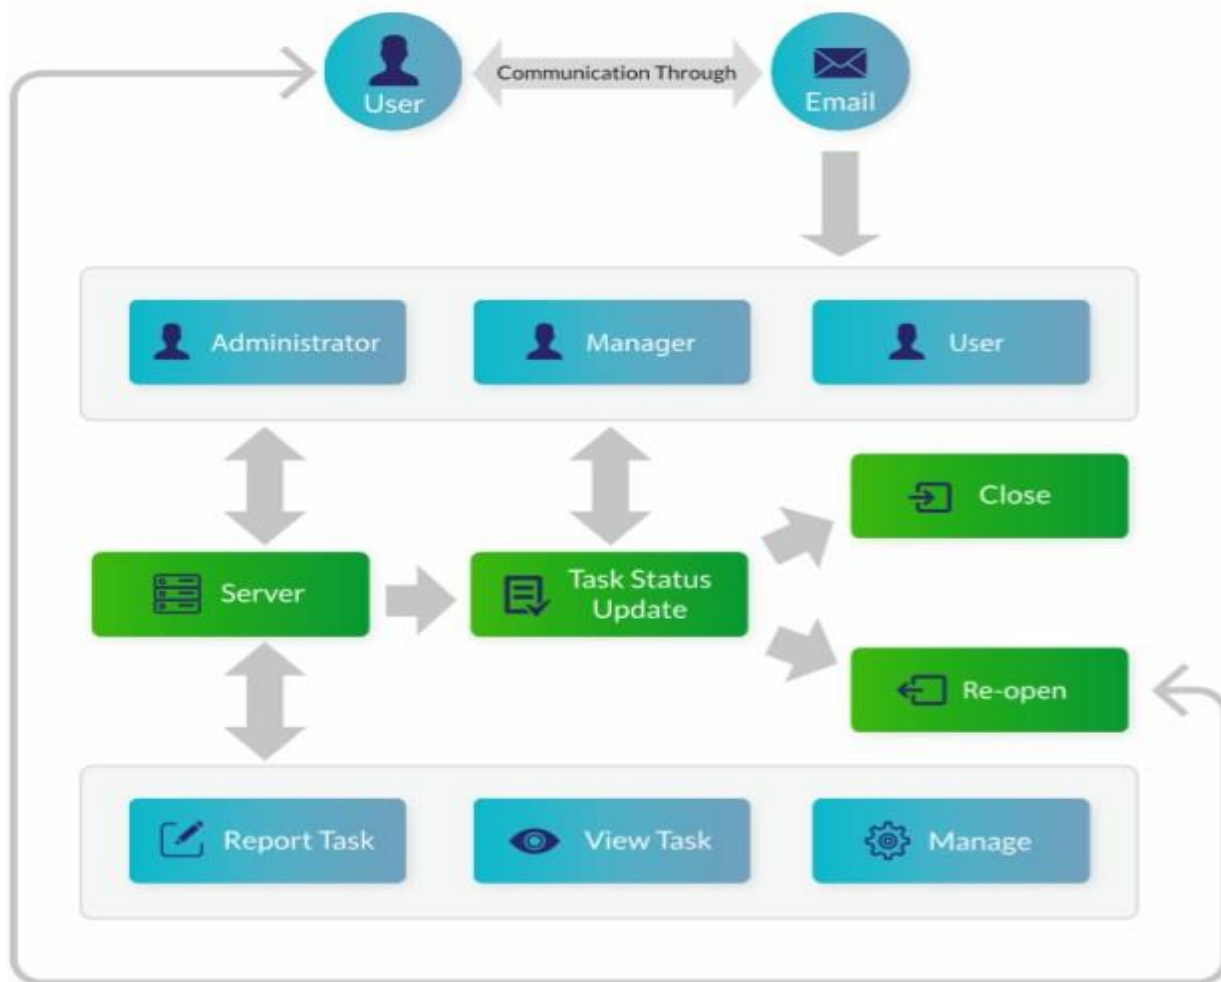 Communication Through
User
Email
Administrator
Manager
User
Close
Server
Task Status
Update
Re-open
Report Task
View Task
Manage